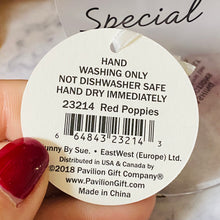 Special
HAND
WASHING ONLY
NOT DISHWASHER SAFE
HAND DRY IMMEDIATELY
23214 Red Poppies
6 64843 23214 3
unny By Sue. • EastWest (Europe) Ltd.
Distributed in USA & Canada by
©2018 Pavilion Gift Company®
www.PavilionGift.com
Made in China